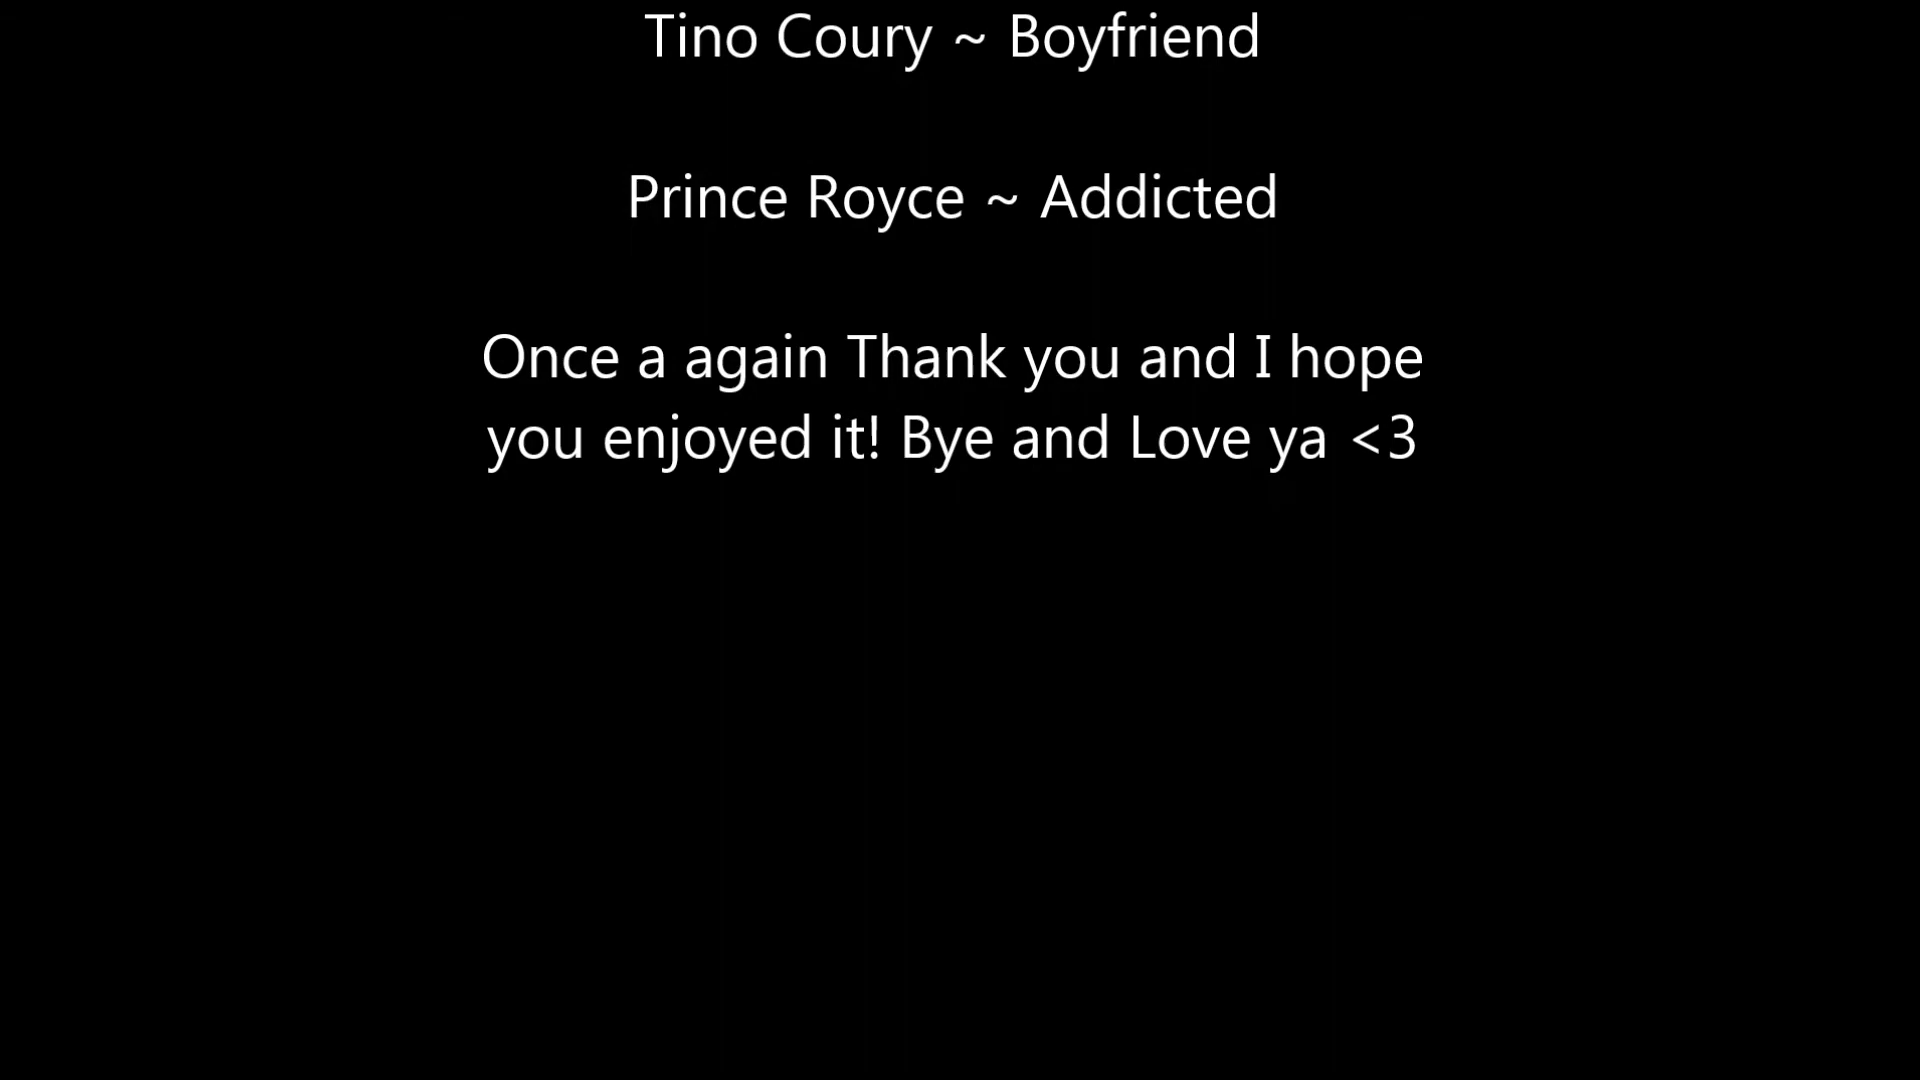 Tino Coury ~ Boyfriend
Prince Royce ~ Addicted
Once a again Thank you and I hope
you enjoyed it! Bye and Love ya <3